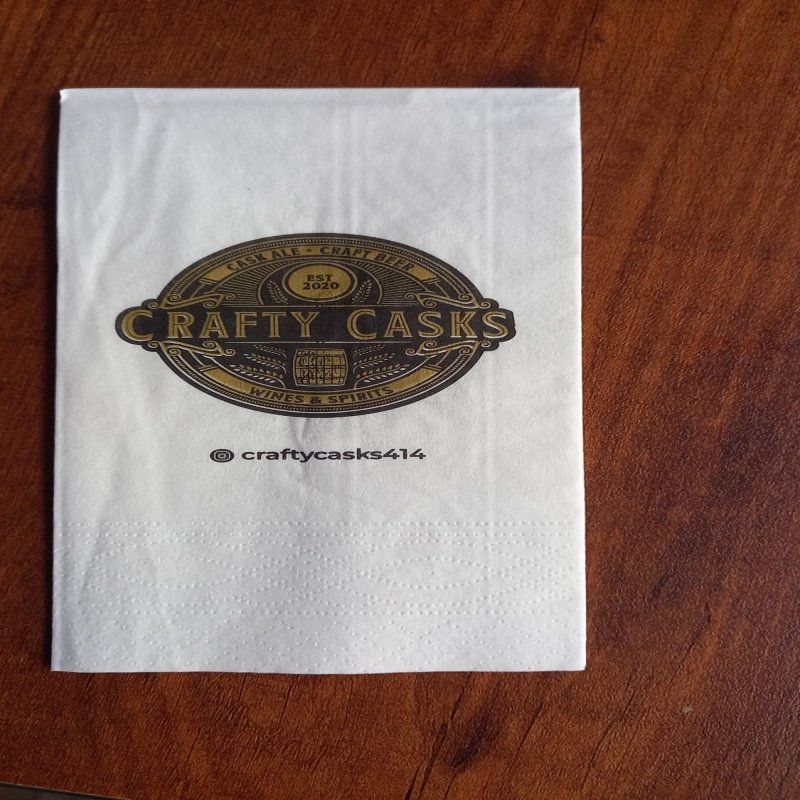 CASK ALE • CRAFT BEER
EST
2020
CRAFTY CASKS
WINES & SPIRITS
craftycasks414